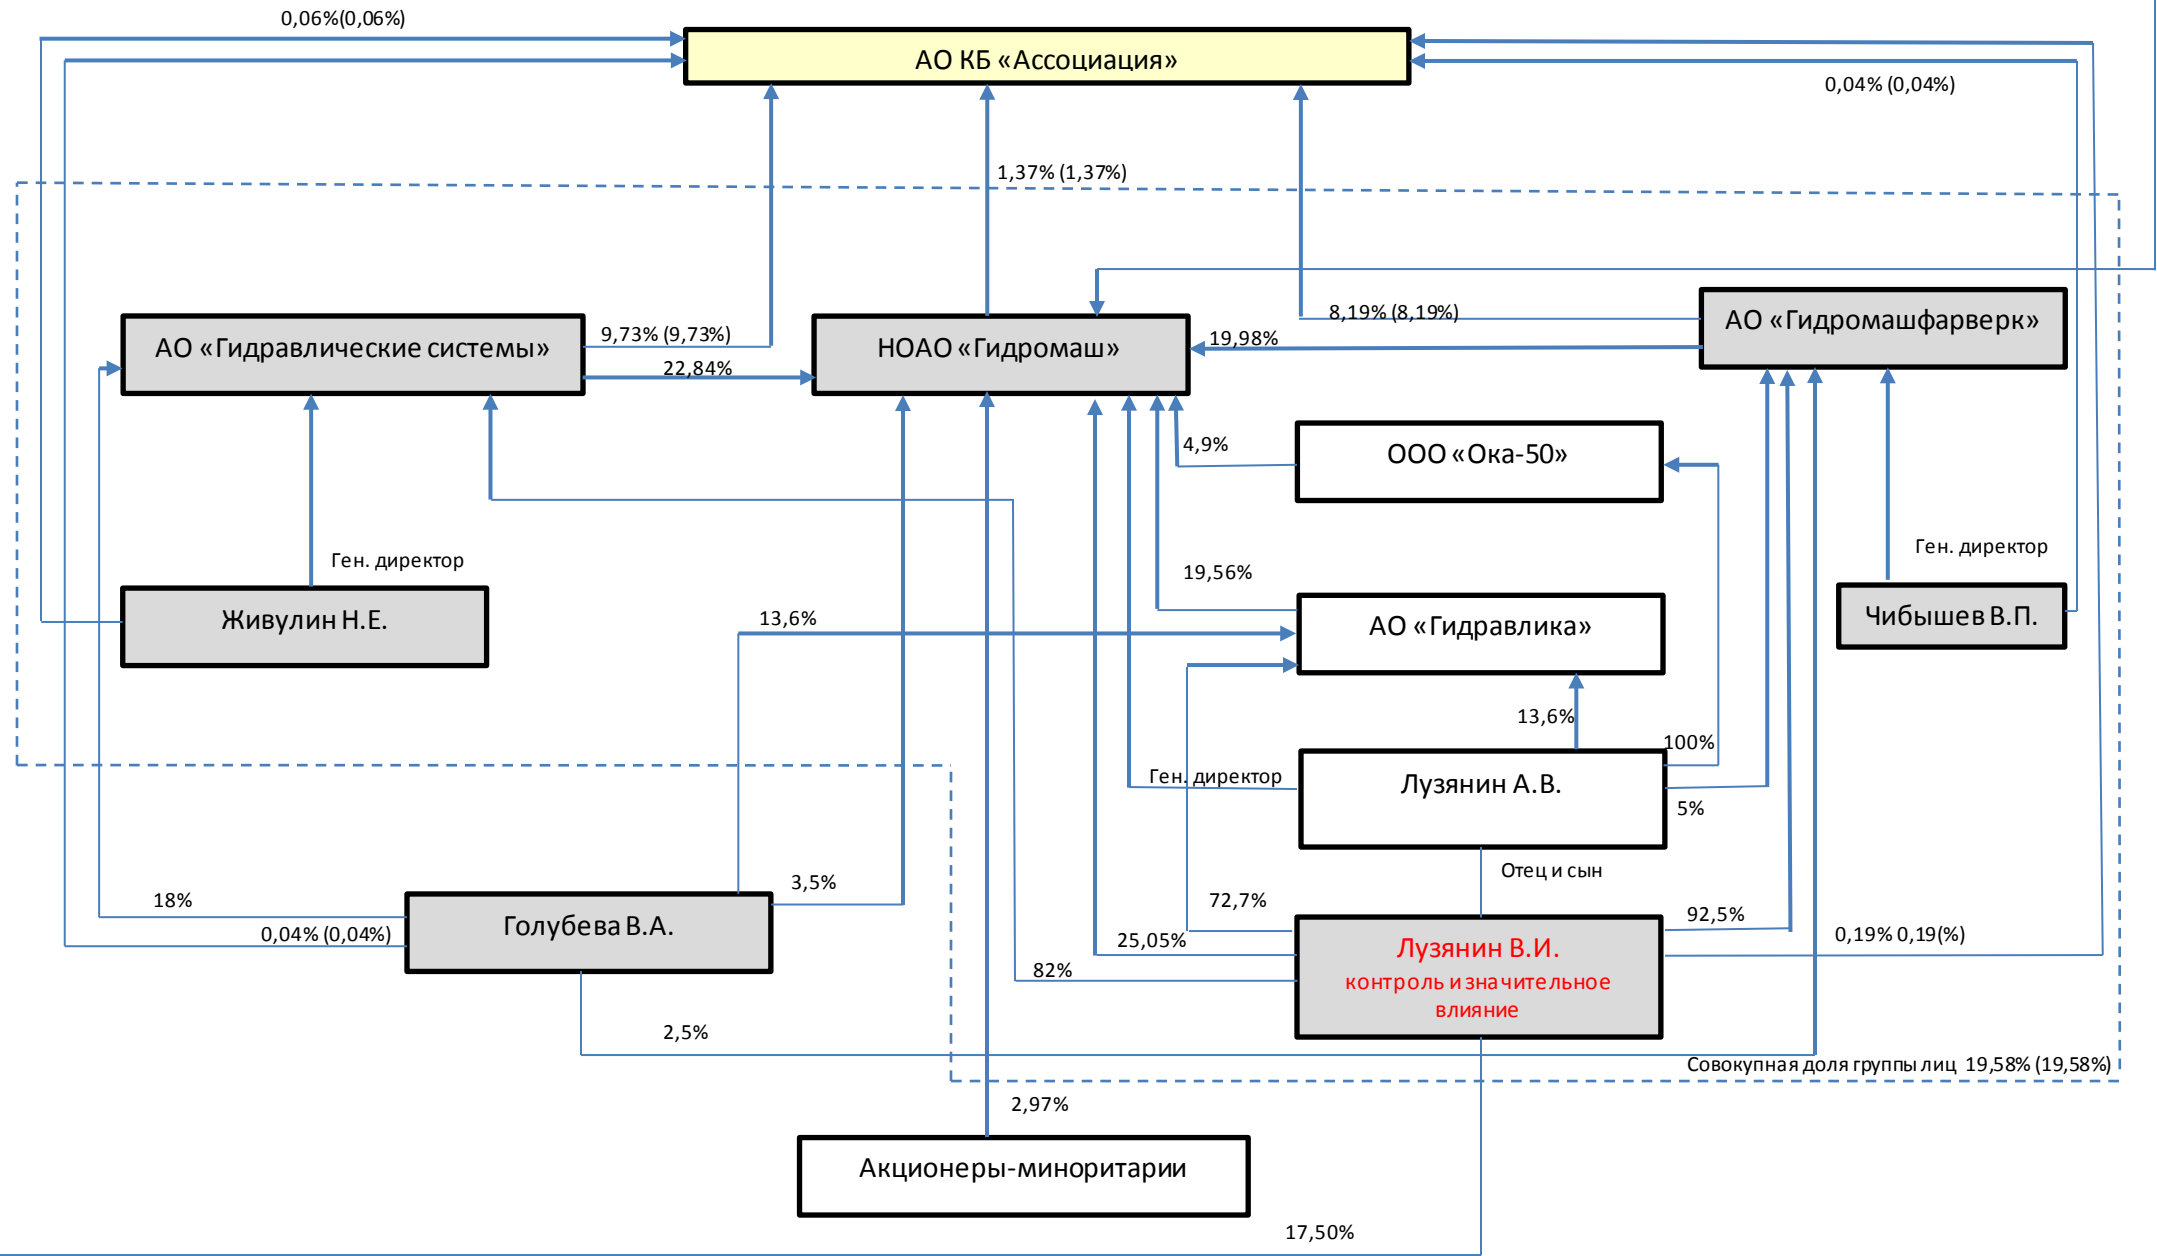 0,06%(0,06%)
АО КБ «Ассоциация»
0,04% (0,04%)
1,37% (1,37%)
АО «Гидравлические системы»
9,73% (9,73%)
22,84%
НОАО «Гидромаш»
19,98%
8,19% (8,19%)
АО «Гидромашфарверк»
4,9%
ООО «Ока-50»
Ген. директор
Ген. директор
19,56%
Живулин Н.Е.
13,6%
АО «Гидравлика»
Чибышев В.П.
13,6%
100%
Ген. директор
Лузянин А.В.
5%
Отец и сын
18%
3,5%
72,7%
92,5%
0,04% (0,04%)
Голубева В.А.
25,05%
82%
Лузянин В.И.
контроль и значительное
влияние
0,19% 0,19(%)
2,5%
Совокупная доля группы лиц 19,58% (19,58%)
2,97%
Акционеры-миноритарии
17,50%